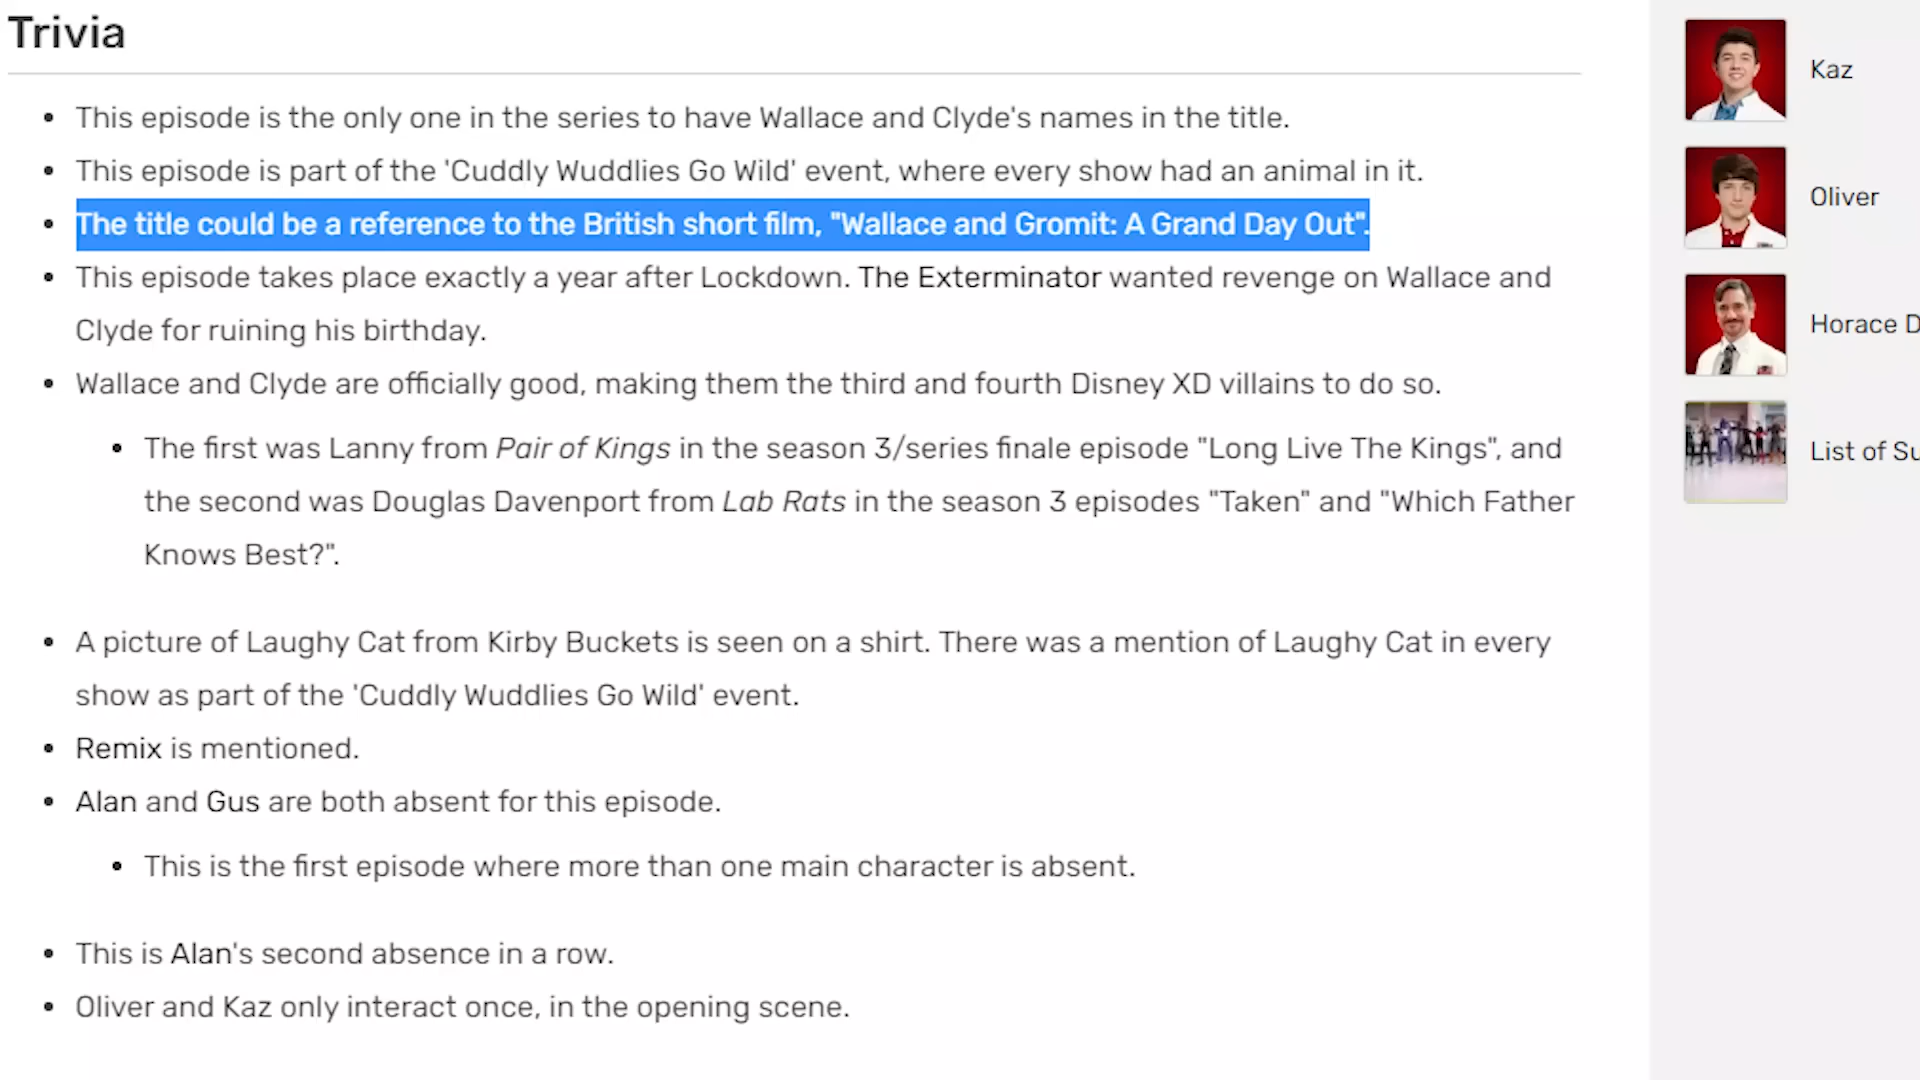 Trivia
This episode is the only one in the series to have Wallace and Clyde's names in the title.
This episode is part of the 'Cuddly Wuddlies Go Wild' event, where every show had an animal in it.
The title could be a reference to the British short film, "Wallace and Gromit: A Grand Day Out".
This episode takes place exactly a year after Lockdown. The Exterminator wanted revenge on Wallace and
Clyde for ruining his birthday.
Wallace and Clyde are officially good, making them the third and fourth Disney XD villains to do so.
The first was Lanny from Pair of Kings in the season 3/series finale episode "Long Live The Kings", and
the second was Douglas Davenport from Lab Rats in the season 3 episodes "Taken" and "Which Father
Knows Best?".
A picture of Laughy Cat from Kirby Buckets is seen on a shirt. There was a mention of Laughy Cat in every
show as part of the 'Cuddly Wuddlies Go Wild' event.
Remix is mentioned.
Alan and Gus are both absent for this episode.
This is the first episode where more than one main character is absent.
This is Alan's second absence in a row.
Oliver and Kaz only interact once, in the opening scene.
Kaz
Oliver
Horace D
List of Su